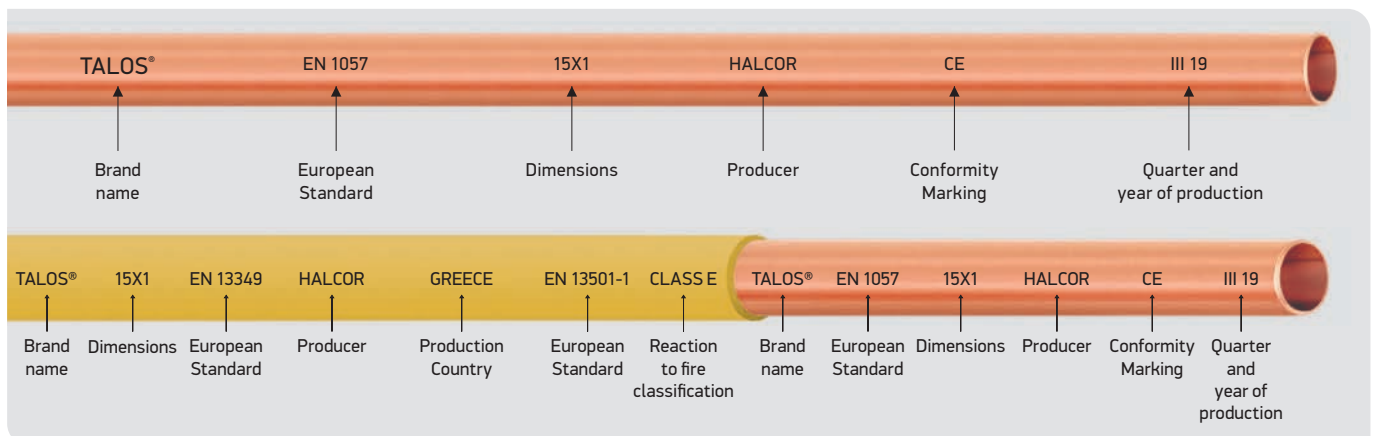 TALOS® EN 1057 15X1 HALCOR CE III 19
Brand name
European Standard
Dimensions
Producer
Conformity Marking
Quarter and year of production
TALOS® 15X1 EN 13349 HALCOR GREECE EN 13501-1 CLASS E TALOS® EN 1057 15X1 HALCOR CE III 19
Brand name
Dimensions
European Standard
Producer
Production Country
European Standard
Reaction to fire classification
Brand name
European Standard
Dimensions
Producer
Conformity Marking
Quarter and year of production